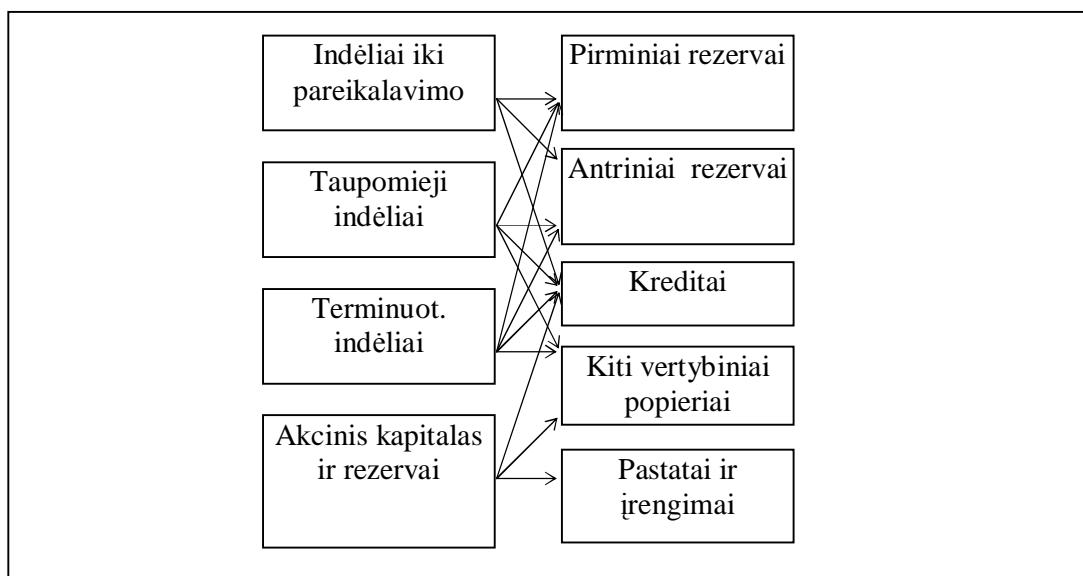 Indėliai iki
pareikalavimo
Taupomieji
indėliai
Terminuot.
indėliai
Akcinis kapitalas
ir rezervai
Pirminiai rezervai
Antriniai rezervai
Kreditai
Kiti vertybiniai
popieriai
Pastatai ir
įrengimai